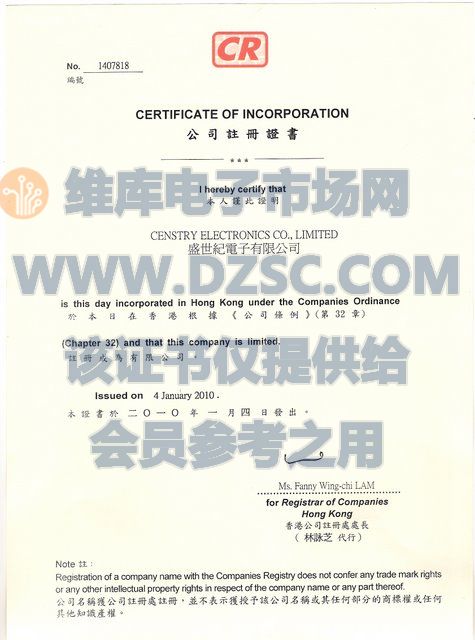 CR
No. 1407818
編號
CERTIFICATE OF INCORPORATION
公司註冊證書
***
I hereby certify that
本人謹此證明
维库电子市场网
CENSTRY ELECTRONICS CO., LIMITED
盛世紀電子有限公司
WWW.DZSC.COM
is this day incorporated in Hong Kong under the Companies Ordinance
於本日在香港根據《公司條例》(第32章)
(Chapter 32) and that this company is limited.
註冊成為有限公司。
该证书仅提供给
Issued on 4 January 2010.
本證書於二〇一〇年一月四日發出。
会员参考之用
Ms. Fanny Wing-chi LAM
for Registrar of Companies
Hong Kong
香港公司註冊處處長
(林詠芝 代行)
Note 註:
Registration of a company name with the Companies Registry does not confer any trade mark rights
or any other intellectual property rights in respect of the company name or any part thereof.
公司名稱獲公司註冊處註冊，並不表示獲授予該公司名稱或其任何部分的商標權或任何
其他知識產權。